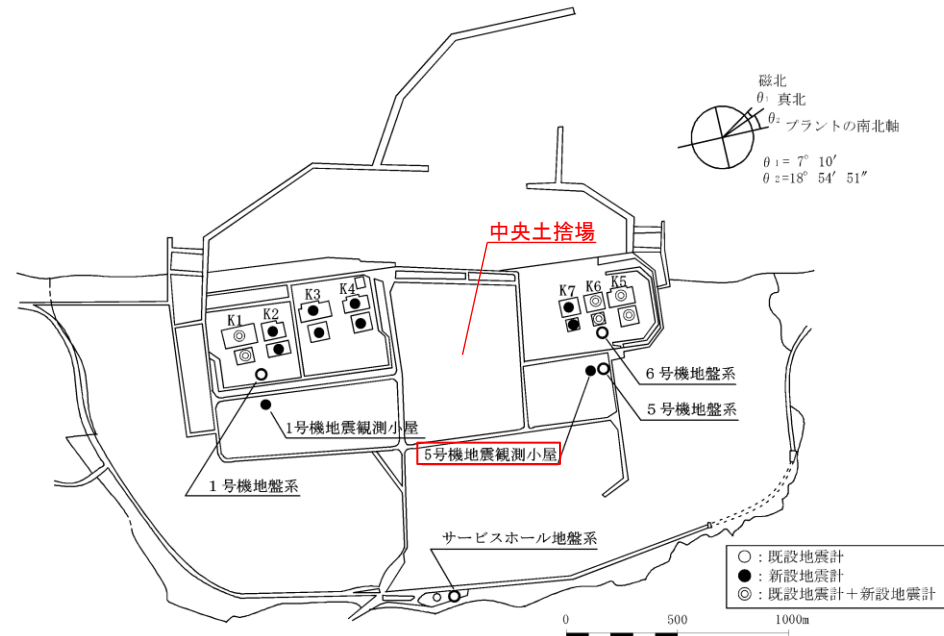 磁北
θ₁ 真北
θ₂ プラントの南北軸
θ₁= 7° 10′
θ₂=18° 54′ 51″
中央土捨場
K1
K2
K3
K4
K7
K6
K5
6号機地盤系
5号機地盤系
1号機地震観測小屋
5号機地震観測小屋
1号機地盤系
サービスホール地盤系
○：既設地震計
●：新設地震計
◎：既設地震計＋新設地震計
0 500 1000m